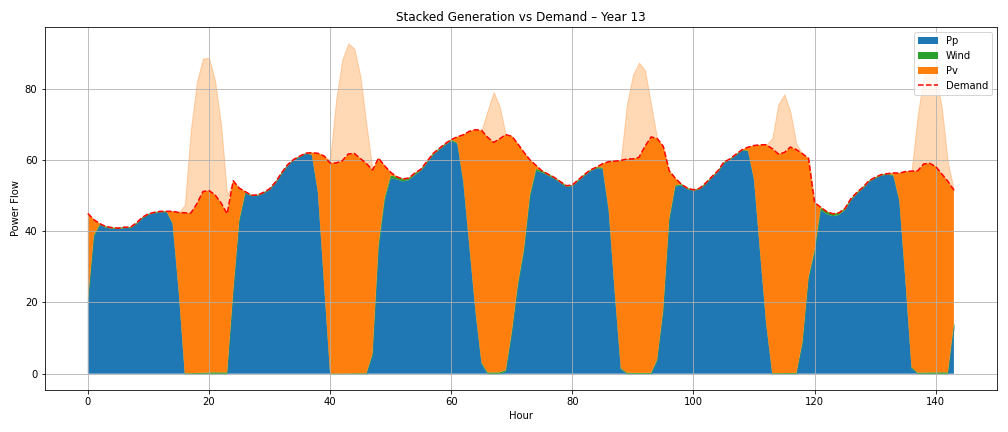 Stacked Generation vs Demand – Year 13
Pp
Wind
Pv
Demand
Power Flow
80
60
40
20
0
0 20 40 60 80 100 120 140
Hour